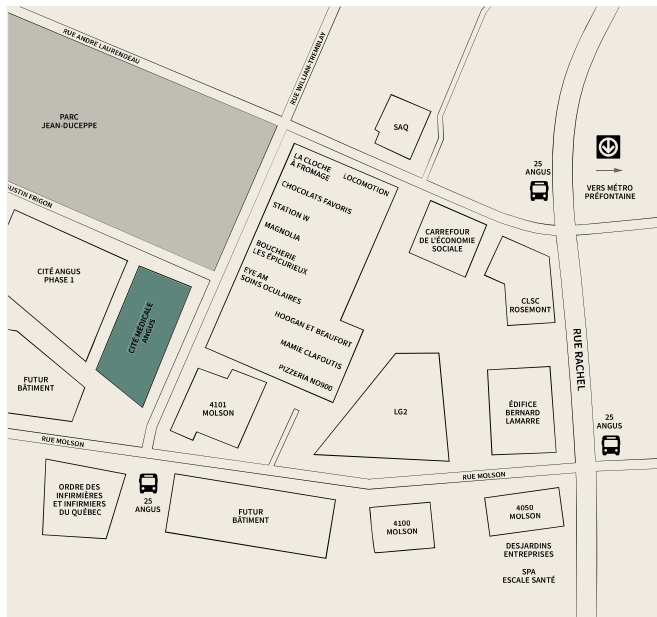 RUE ANDRE LAURENDEAU
RUE WILLIAM-TREMBLAY
PARC
JEAN-DUCEPPE
SAQ
25
ANGUS
VERS MÉTRO
PRÉFONTAINE
LA CLOCHE
À FROMAGE
LOCOMOTION
CHOCOLATS FAVORIS
STATION W
MAGNOLIA
BOUCHERIE
LES ÉPICURIEUX
EYE AM
SOINS OCULAIRES
HOOGAN ET BEAUFORT
MAMIE CLAFOUTIS
PIZZERIA NO900
USTIN FRIGON
CARREFOUR
DE L'ÉCONOMIE
SOCIALE
CLSC
ROSEMONT
CITÉ ANGUS
PHASE 1
CITÉ MÉDICALE
ANGUS
RUE RACHEL
FUTUR
BÂTIMENT
4101
MOLSON
LG2
ÉDIFICE
BERNARD
LAMARRE
25
ANGUS
RUE MOLSON
RUE MOLSON
ORDRE DES
INFIRMIÈRES
ET INFIRMIERS
DU QUÉBEC
25
ANGUS
FUTUR
BÂTIMENT
4100
MOLSON
4050
MOLSON
DESJARDINS
ENTREPRISES
SPA
ESCALE SANTÉ